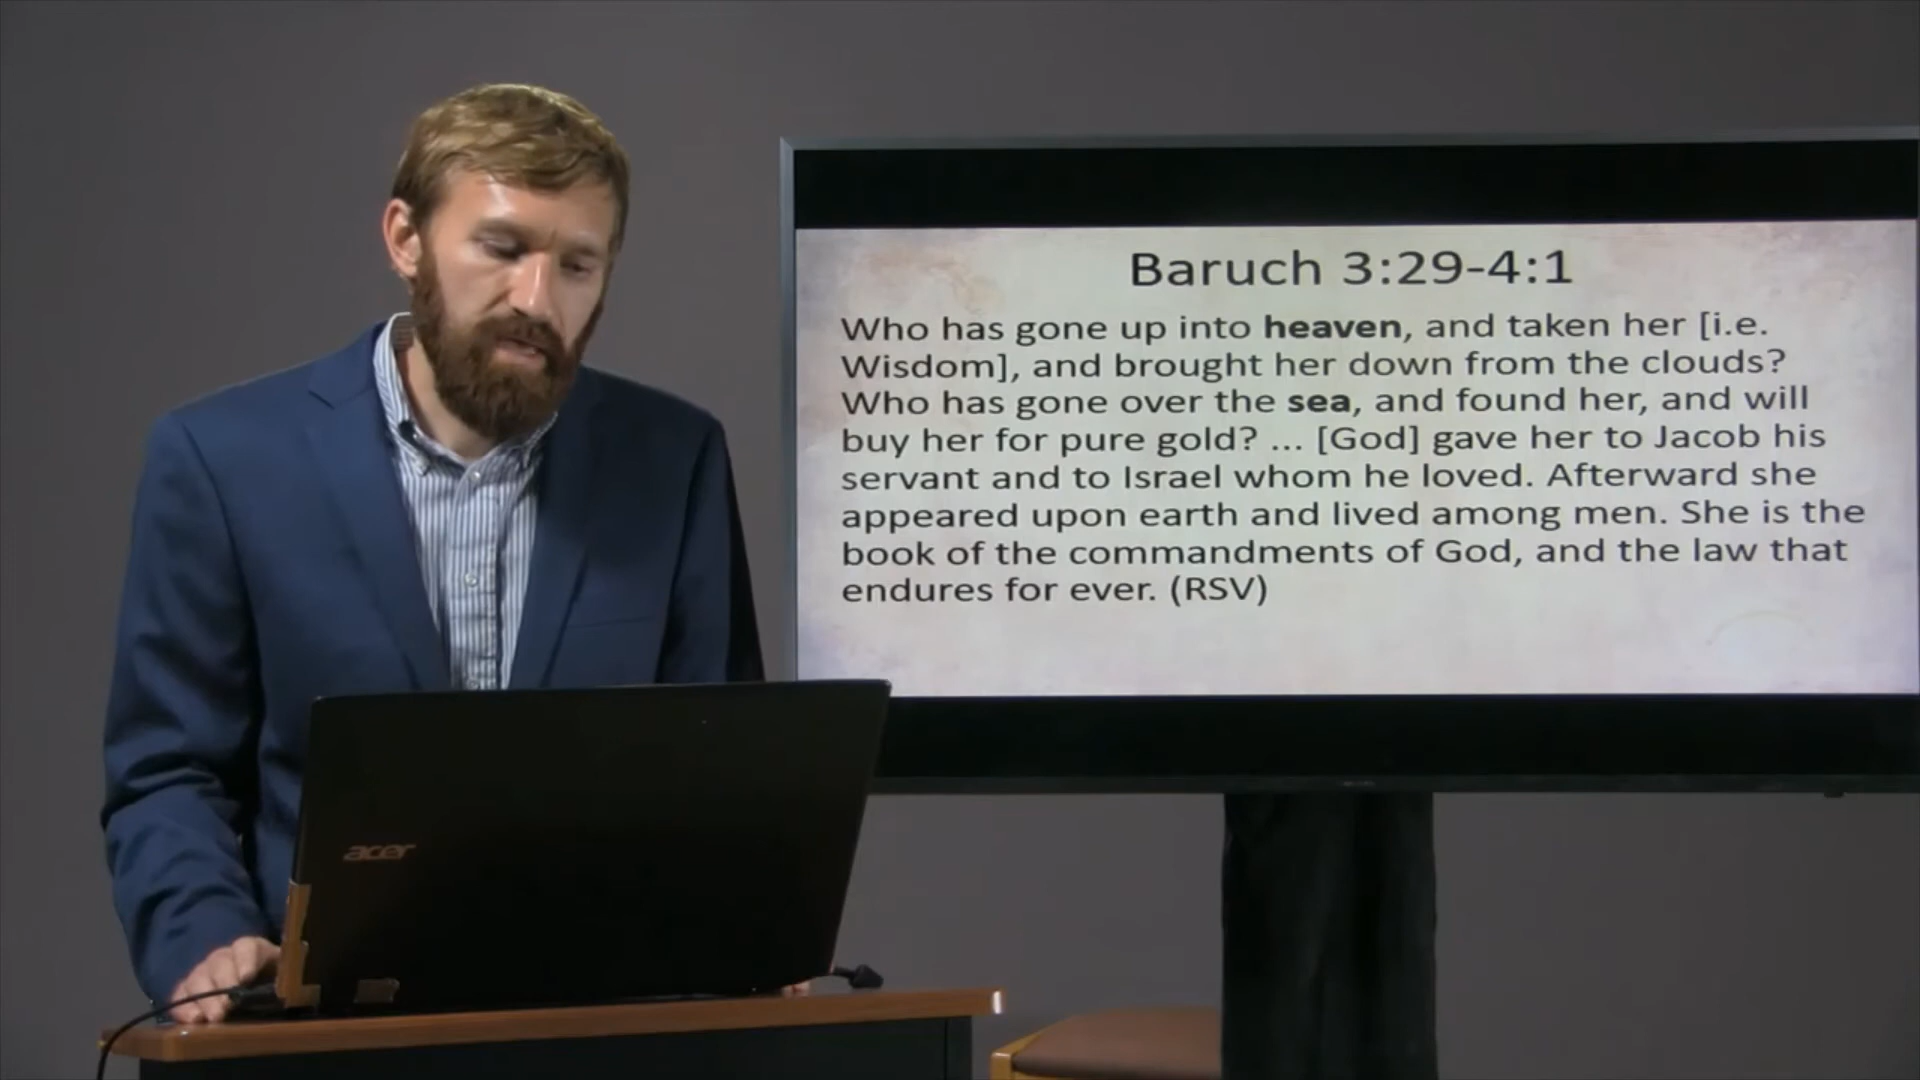 Baruch 3:29-4:1
Who has gone up into heaven, and taken her [i.e.
Wisdom], and brought her down from the clouds?
Who has gone over the sea, and found her, and will
buy her for pure gold? ... [God] gave her to Jacob his
servant and to Israel whom he loved. Afterward she
appeared upon earth and lived among men. She is the
book of the commandments of God, and the law that
endures for ever. (RSV)
acer